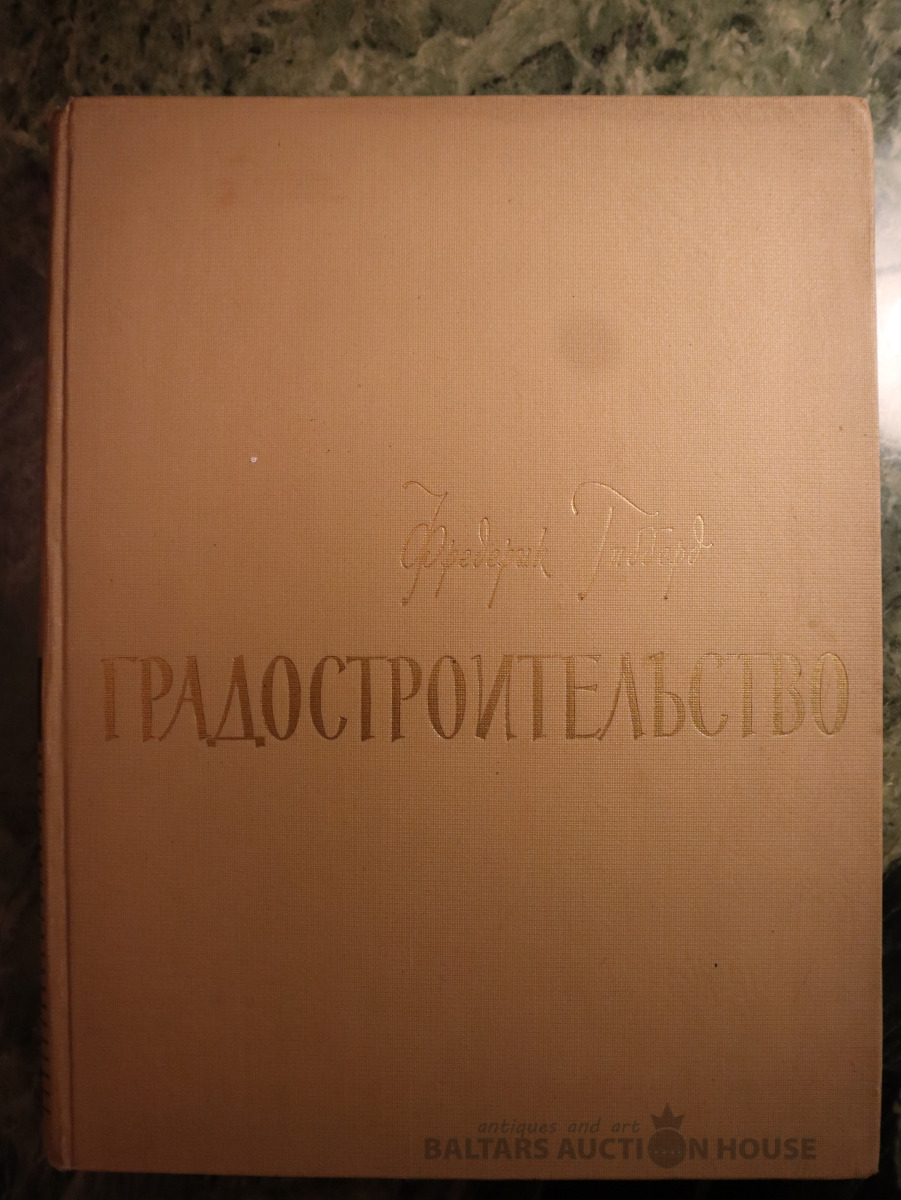 Фредерик Гибберд
ГРАДОСТРОИТЕЛЬСТВО
antiques and art
BALTARS AUCTION HOUSE